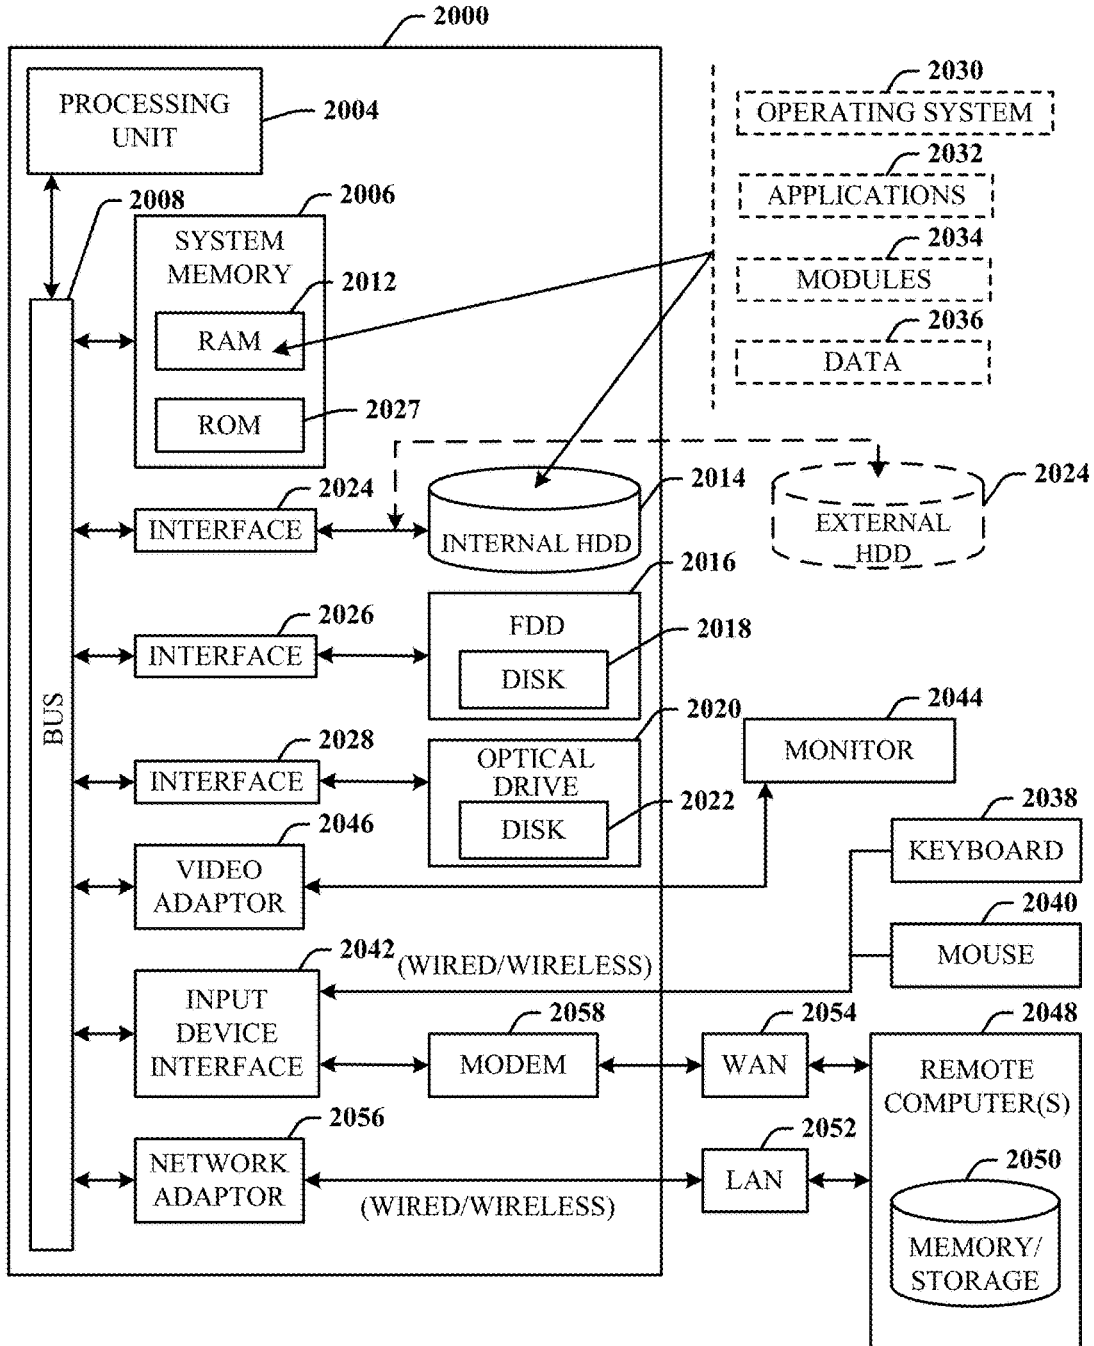 2000
PROCESSING
UNIT
2004
2030
OPERATING SYSTEM
2032
APPLICATIONS
2034
MODULES
2036
DATA
2008
2006
SYSTEM
MEMORY
2012
RAM
2027
ROM
2024
INTERFACE
2014
INTERNAL HDD
2024
EXTERNAL
HDD
2016
FDD
2018
DISK
2026
INTERFACE
BUS
2020
OPTICAL
DRIVE
2022
DISK
2028
INTERFACE
2044
MONITOR
2046
VIDEO
ADAPTOR
2038
KEYBOARD
2040
MOUSE
2042
(WIRED/WIRELESS)
INPUT
DEVICE
INTERFACE
2058
MODEM
2054
WAN
2048
REMOTE
COMPUTER(S)
2056
NETWORK
ADAPTOR
(WIRED/WIRELESS)
2052
LAN
2050
MEMORY/
STORAGE